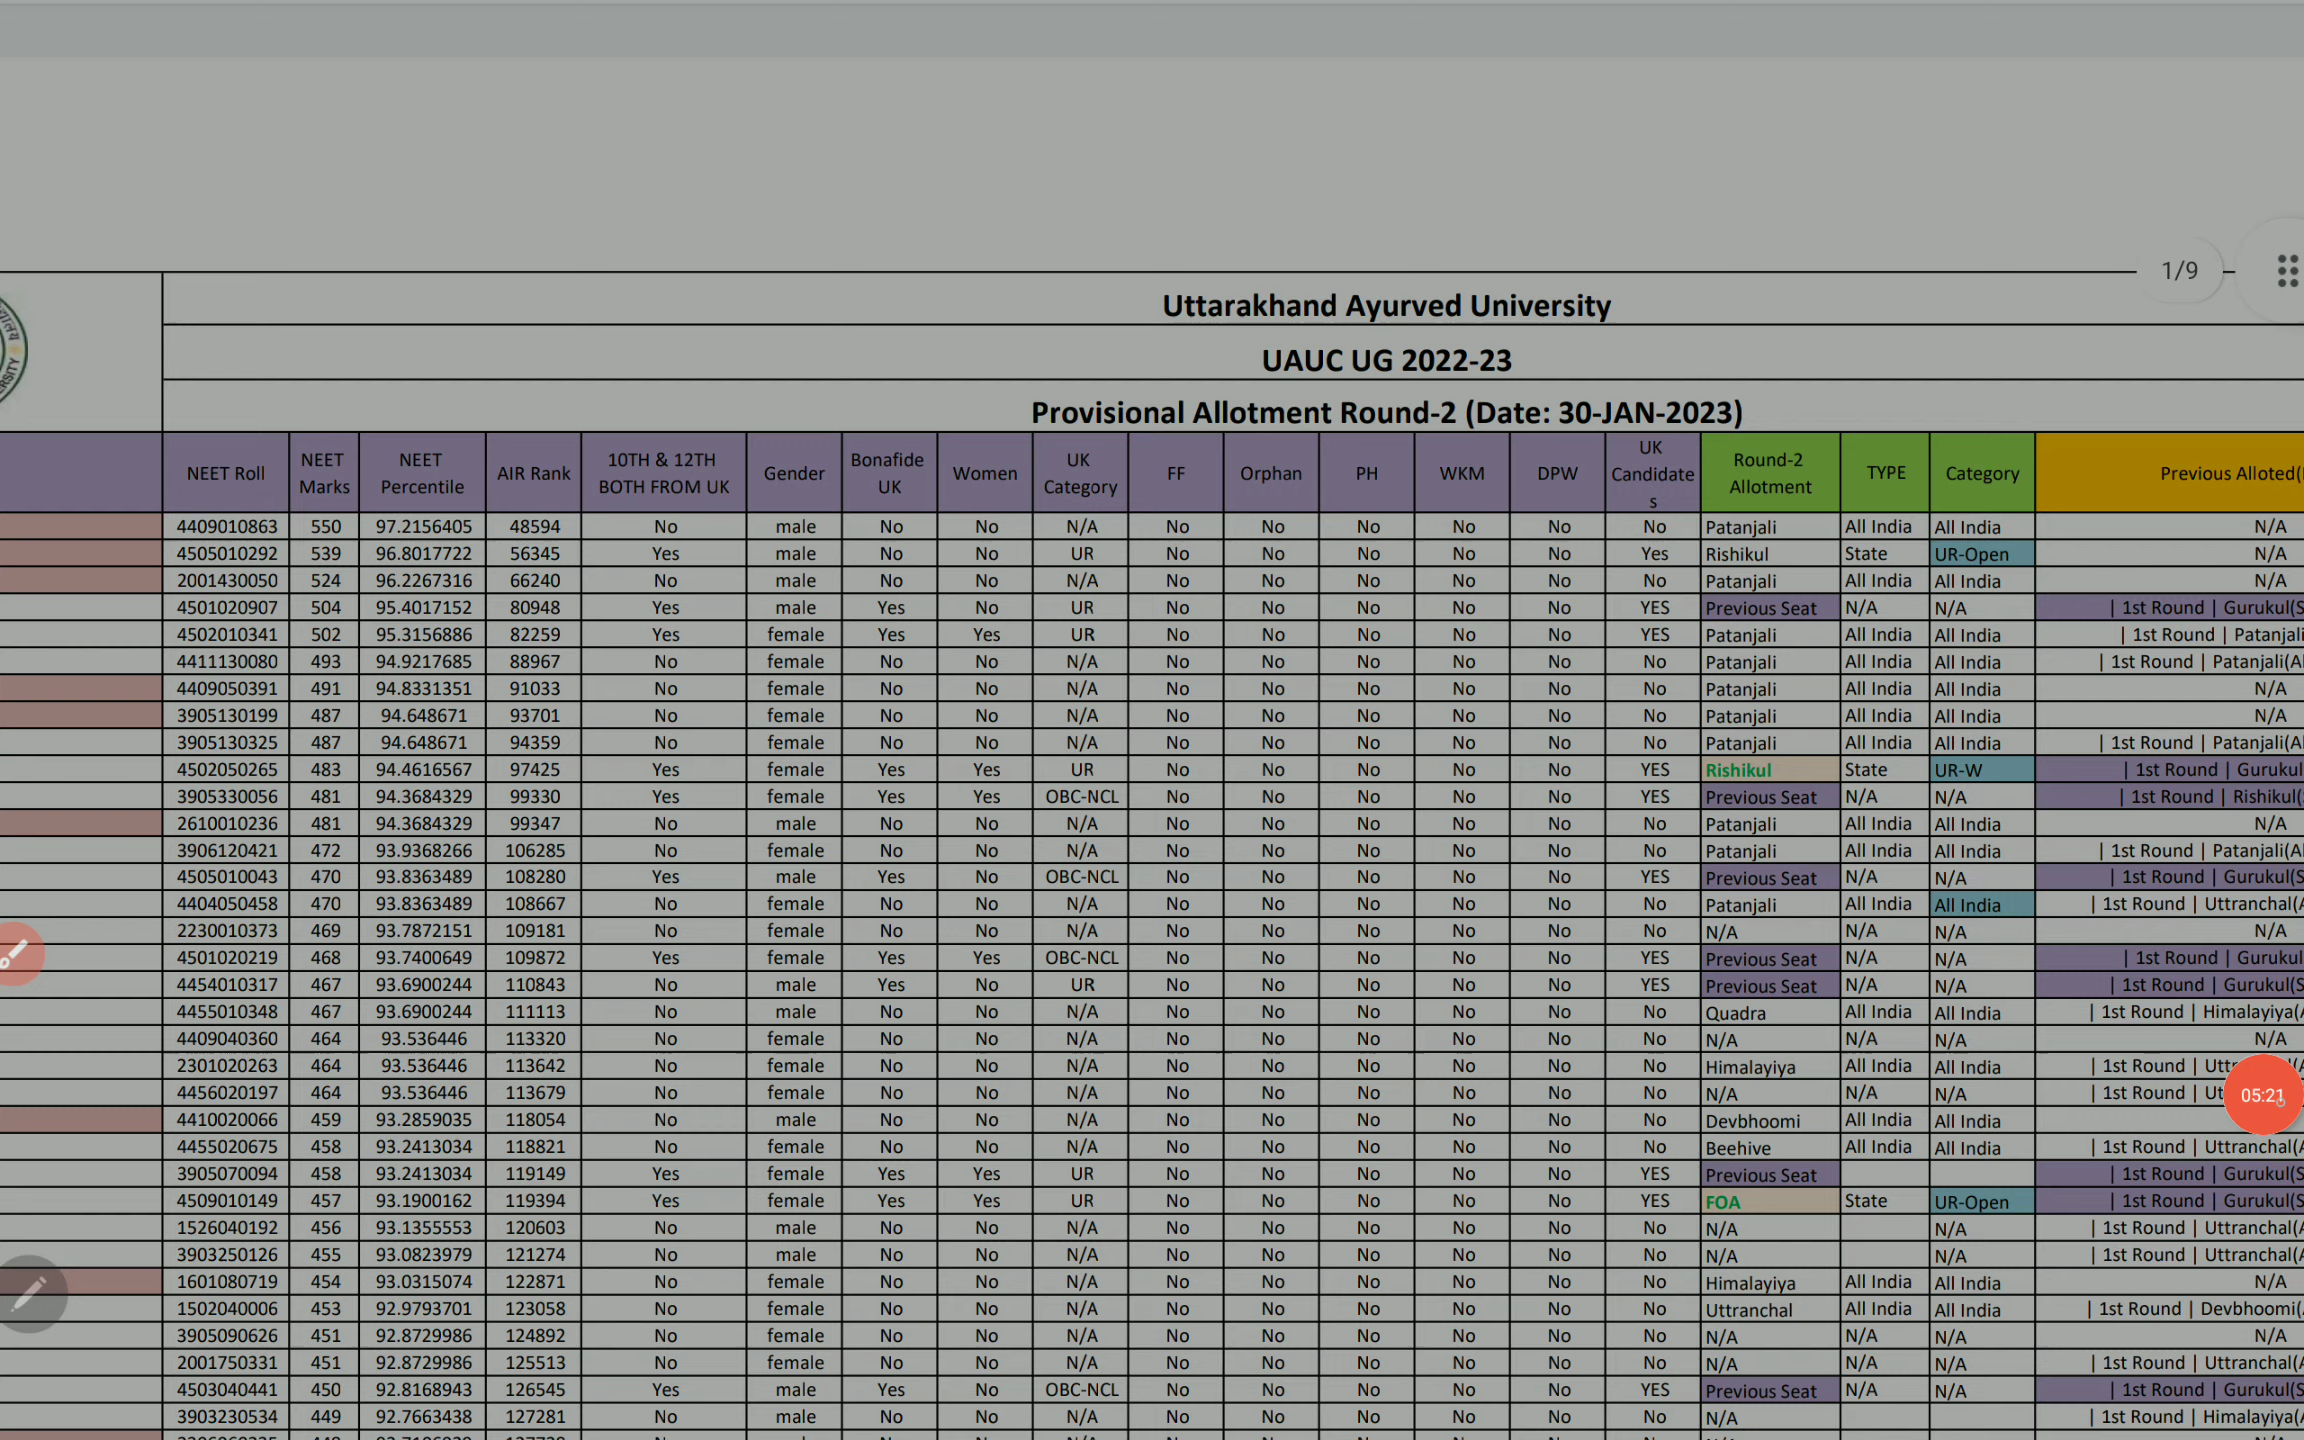 1/9
Uttarakhand Ayurved University
UAUC UG 2022-23
Provisional Allotment Round-2 (Date: 30-JAN-2023)
NEET Roll NEET Marks NEET Percentile AIR Rank 10TH & 12TH BOTH FROM UK Gender Bonafide UK Women UK Category FF Orphan PH WKM DPW UK Candidates Round-2 Allotment TYPE Category Previous Alloted(
4409010863 550 97.2156405 48594 No male No No N/A No No No No No No Patanjali All India All India N/A
4505010292 539 96.8017722 56345 Yes male No No UR No No No No No Yes Rishikul State UR-Open N/A
2001430050 524 96.2267316 66240 No male No No N/A No No No No No No Patanjali All India All India N/A
4501020907 504 95.4017152 80948 Yes male Yes No UR No No No No No YES Previous Seat N/A N/A | 1st Round | Gurukul(S
4502010341 502 95.3156886 82259 Yes female Yes Yes UR No No No No No YES Patanjali All India All India | 1st Round | Patanjali
4411130080 493 94.9217685 88967 No female No No N/A No No No No No No Patanjali All India All India | 1st Round | Patanjali(Al
4409050391 491 94.8331351 91033 No female No No N/A No No No No No No Patanjali All India All India N/A
3905130199 487 94.648671 93701 No female No No N/A No No No No No No Patanjali All India All India N/A
3905130325 487 94.648671 94359 No female No No N/A No No No No No No Patanjali All India All India | 1st Round | Patanjali(Al
4502050265 483 94.4616567 97425 Yes female Yes Yes UR No No No No No YES Rishikul State UR-W | 1st Round | Gurukul
3905330056 481 94.3684329 99330 Yes female Yes Yes OBC-NCL No No No No No YES Previous Seat N/A N/A | 1st Round | Rishikul(
2610010236 481 94.3684329 99347 No male No No N/A No No No No No No Patanjali All India All India N/A
3906120421 472 93.9368266 106285 No female No No N/A No No No No No No Patanjali All India All India | 1st Round | Patanjali(Al
4505010043 470 93.8363489 108280 Yes male Yes No OBC-NCL No No No No No YES Previous Seat N/A N/A | 1st Round | Gurukul(S
4404050458 470 93.8363489 108667 No female No No N/A No No No No No No Patanjali All India All India | 1st Round | Uttranchal(A
2230010373 469 93.7872151 109181 No female No No N/A No No No No No No N/A N/A N/A N/A
4501020219 468 93.7400649 109872 Yes female Yes Yes OBC-NCL No No No No No YES Previous Seat N/A N/A | 1st Round | Gurukul
4454010317 467 93.6900244 110843 No male Yes No UR No No No No No YES Previous Seat N/A N/A | 1st Round | Gurukul(S
4455010348 467 93.6900244 111113 No male No No N/A No No No No No No Quadra All India All India | 1st Round | Himalayiya(A
4409040360 464 93.536446 113320 No female No No N/A No No No No No No N/A N/A N/A N/A
2301020263 464 93.536446 113642 No female No No N/A No No No No No No Himalayiya All India All India | 1st Round |
4456020197 464 93.536446 113679 No female No No N/A No No No No No No N/A N/A N/A | 1st Round |
4410020066 459 93.2859035 118054 No male No No N/A No No No No No No Devbhoomi All India All India
05:21
4455020675 458 93.2413034 118821 No female No No N/A No No No No No No Beehive All India All India | 1st Round | Uttranchal(A
3905070094 458 93.2413034 119149 Yes female Yes Yes UR No No No No No YES Previous Seat | 1st Round | Gurukul(S
4509010149 457 93.1900162 119394 Yes female Yes Yes UR No No No No No YES FOA State UR-Open | 1st Round | Gurukul(S
1526040192 456 93.1355553 120603 No male No No N/A No No No No No No N/A N/A | 1st Round | Uttranchal(A
3903250126 455 93.0823979 121274 No male No No N/A No No No No No No N/A N/A | 1st Round | Uttranchal(A
1601080719 454 93.0315074 122871 No female No No N/A No No No No No No Himalayiya All India All India N/A
1502040006 453 92.9793701 123058 No female No No N/A No No No No No No Uttranchal All India All India | 1st Round | Devbhoomi(
3905090626 451 92.8729986 124892 No female No No N/A No No No No No No N/A N/A N/A N/A
2001750331 451 92.8729986 125513 No female No No N/A No No No No No No N/A N/A N/A | 1st Round | Uttranchal(A
4503040441 450 92.8168943 126545 Yes male Yes No OBC-NCL No No No No No YES Previous Seat N/A N/A | 1st Round | Gurukul(S
3903230534 449 92.7663438 127281 No male No No N/A No No No No No No N/A | 1st Round | Himalayiya(A